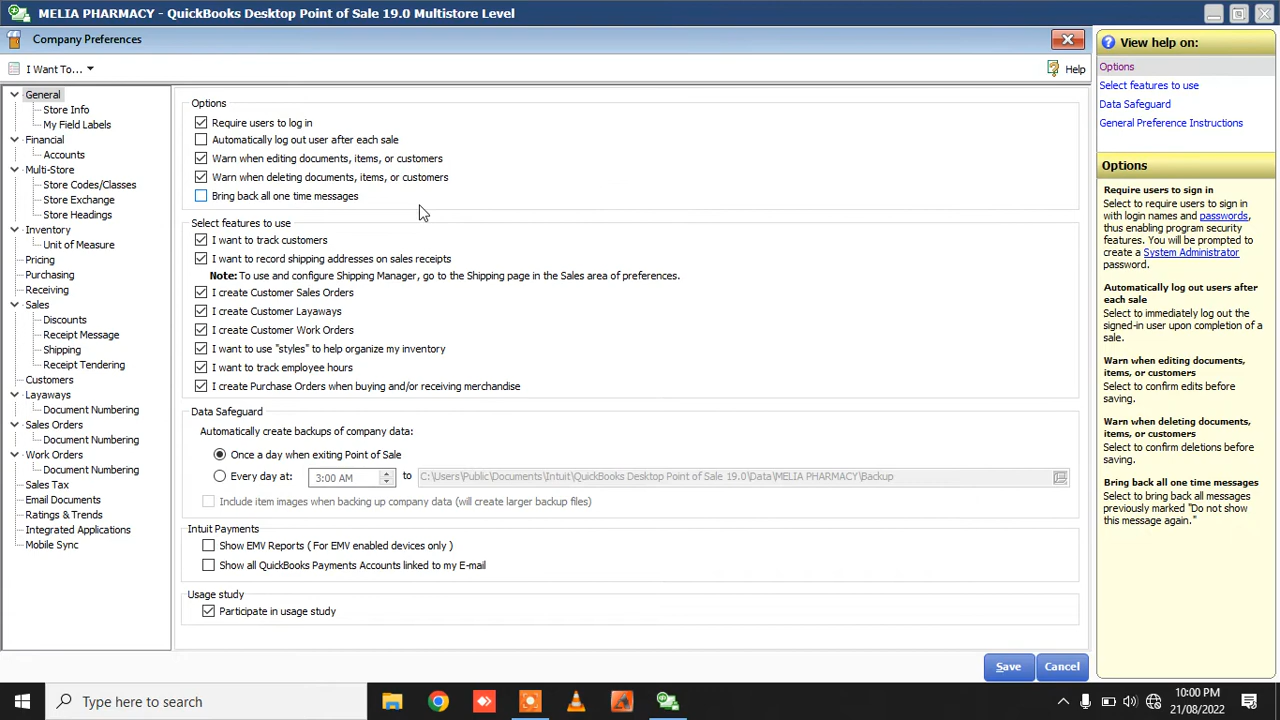 MELIA PHARMACY - QuickBooks Desktop Point of Sale 19.0 Multistore Level
Company Preferences
I Want To...
Help
General
Store Info
My Field Labels
Financial
Accounts
Multi-Store
Store Codes/Classes
Store Exchange
Store Headings
Inventory
Unit of Measure
Pricing
Purchasing
Receiving
Sales
Discounts
Receipt Message
Shipping
Receipt Tendering
Customers
Layaways
Document Numbering
Sales Orders
Document Numbering
Work Orders
Document Numbering
Sales Tax
Email Documents
Ratings & Trends
Integrated Applications
Mobile Sync
Options
Require users to log in
Automatically log out user after each sale
Warn when editing documents, items, or customers
Warn when deleting documents, items, or customers
Bring back all one time messages
Select features to use
I want to track customers
I want to record shipping addresses on sales receipts
Note: To use and configure Shipping Manager, go to the Shipping page in the Sales area of preferences.
I create Customer Sales Orders
I create Customer Layaways
I create Customer Work Orders
I want to use "styles" to help organize my inventory
I want to track employee hours
I create Purchase Orders when buying and/or receiving merchandise
Data Safeguard
Automatically create backups of company data:
Once a day when exiting Point of Sale
Every day at: 3:00 AM to C:\Users\Public\Documents\Intuit\QuickBooks Desktop Point of Sale 19.0\Data\MELIA PHARMACY\Backup
Include item images when backing up company data (will create larger backup files)
Intuit Payments
Show EMV Reports ( For EMV enabled devices only )
Show all QuickBooks Payments Accounts linked to my E-mail
Usage study
Participate in usage study
Save Cancel
View help on:
Options
Select features to use
Data Safeguard
General Preference Instructions
Options
Require users to sign in
Select to require users to sign in
with login names and passwords,
thus enabling program security
features. You will be prompted to
create a System Administrator
password.
Automatically log out users after
each sale
Select to immediately log out the
signed-in user upon completion of a
sale.
Warn when editing documents,
items, or customers
Select to confirm edits before
saving.
Warn when deleting documents,
items, or customers
Select to confirm deletions before
saving.
Bring back all one time messages
Select to bring back all messages
previously marked "Do not show
this message again."
Type here to search
10:00 PM
21/08/2022